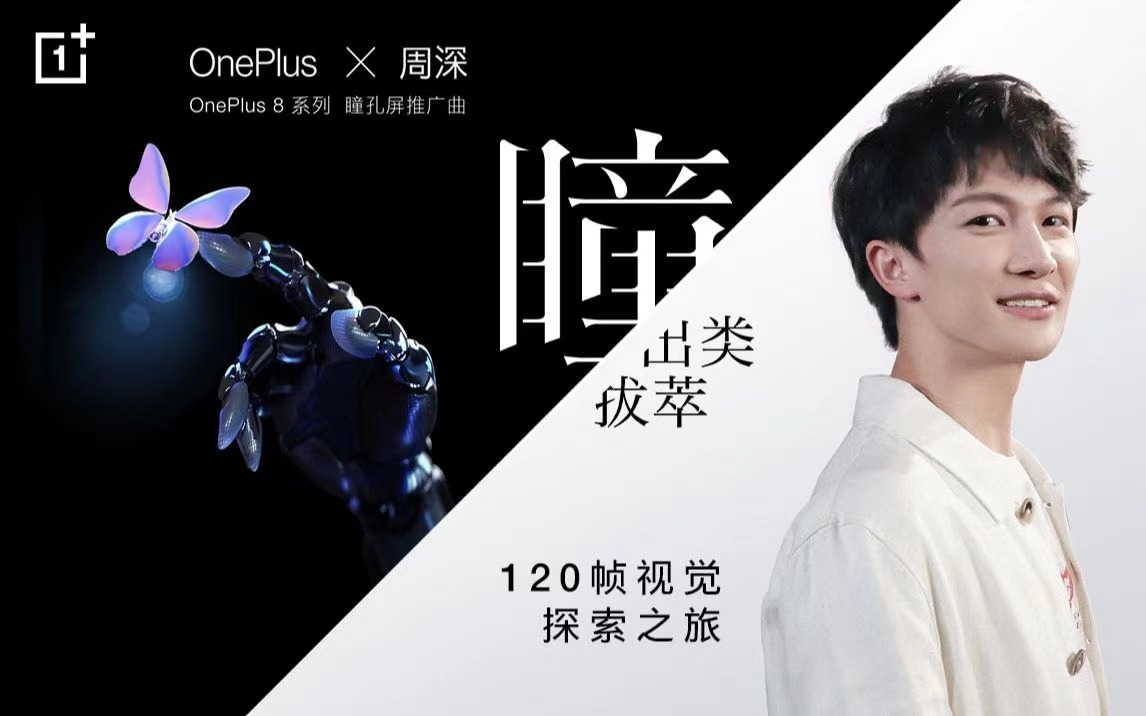 1+
OnePlus × 周深
OnePlus 8 系列 瞳孔屏推广曲
瞳
出类
拔萃
120帧视觉
探索之旅